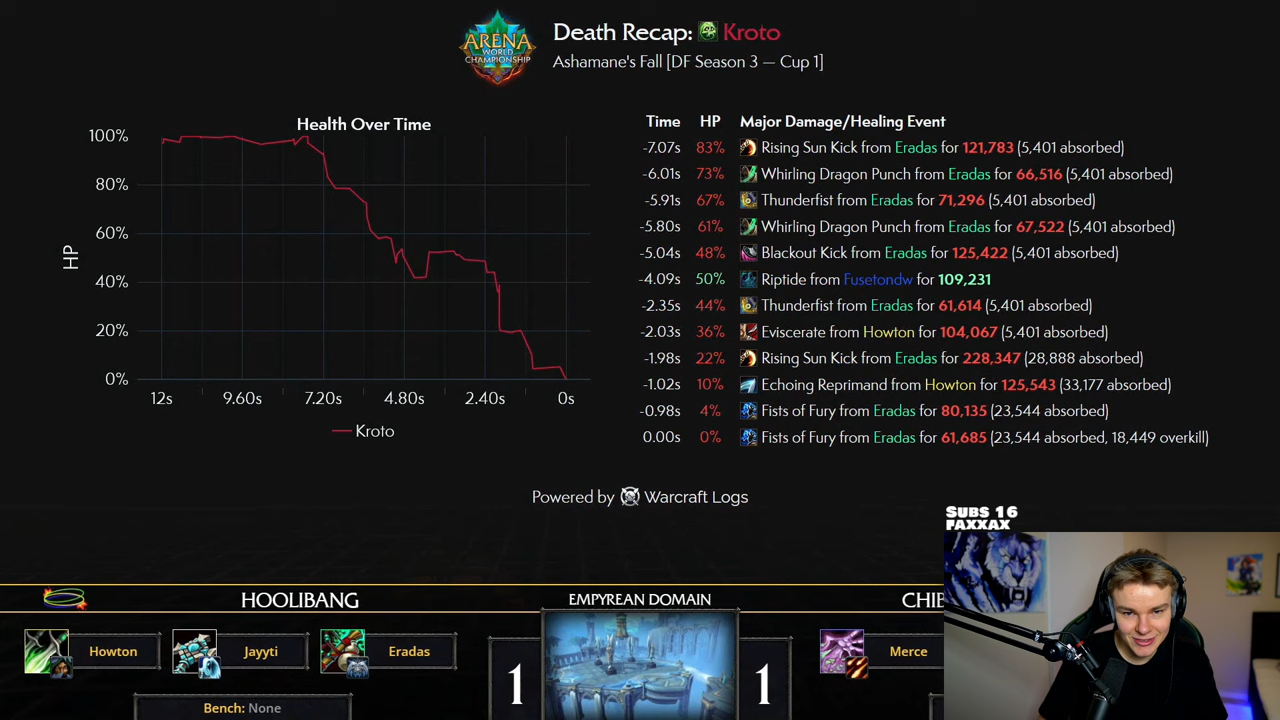 ARENA
WORLD
CHAMPIONSHIP
Death Recap: Kroto
Ashamane's Fall [DF Season 3 — Cup 1]
Health Over Time
HP
100%
80%
60%
40%
20%
0%
12s 9.60s 7.20s 4.80s 2.40s 0s
Kroto
Time HP Major Damage/Healing Event
-7.07s 83% Rising Sun Kick from Eradas for 121,783 (5,401 absorbed)
-6.01s 73% Whirling Dragon Punch from Eradas for 66,516 (5,401 absorbed)
-5.91s 67% Thunderfist from Eradas for 71,296 (5,401 absorbed)
-5.80s 61% Whirling Dragon Punch from Eradas for 67,522 (5,401 absorbed)
-5.04s 48% Blackout Kick from Eradas for 125,422 (5,401 absorbed)
-4.09s 50% Riptide from Fusetondw for 109,231
-2.35s 44% Thunderfist from Eradas for 61,614 (5,401 absorbed)
-2.03s 36% Eviscerate from Howton for 104,067 (5,401 absorbed)
-1.98s 22% Rising Sun Kick from Eradas for 228,347 (28,888 absorbed)
-1.02s 10% Echoing Reprimand from Howton for 125,543 (33,177 absorbed)
-0.98s 4% Fists of Fury from Eradas for 80,135 (23,544 absorbed)
0.00s 0% Fists of Fury from Eradas for 61,685 (23,544 absorbed, 18,449 overkill)
Powered by Warcraft Logs
SUBS 16
FAXXAX
HOOLIBANG
Howton Jayyti Eradas
Bench: None
EMPYREAN DOMAIN
1 1
CHIB
Merce